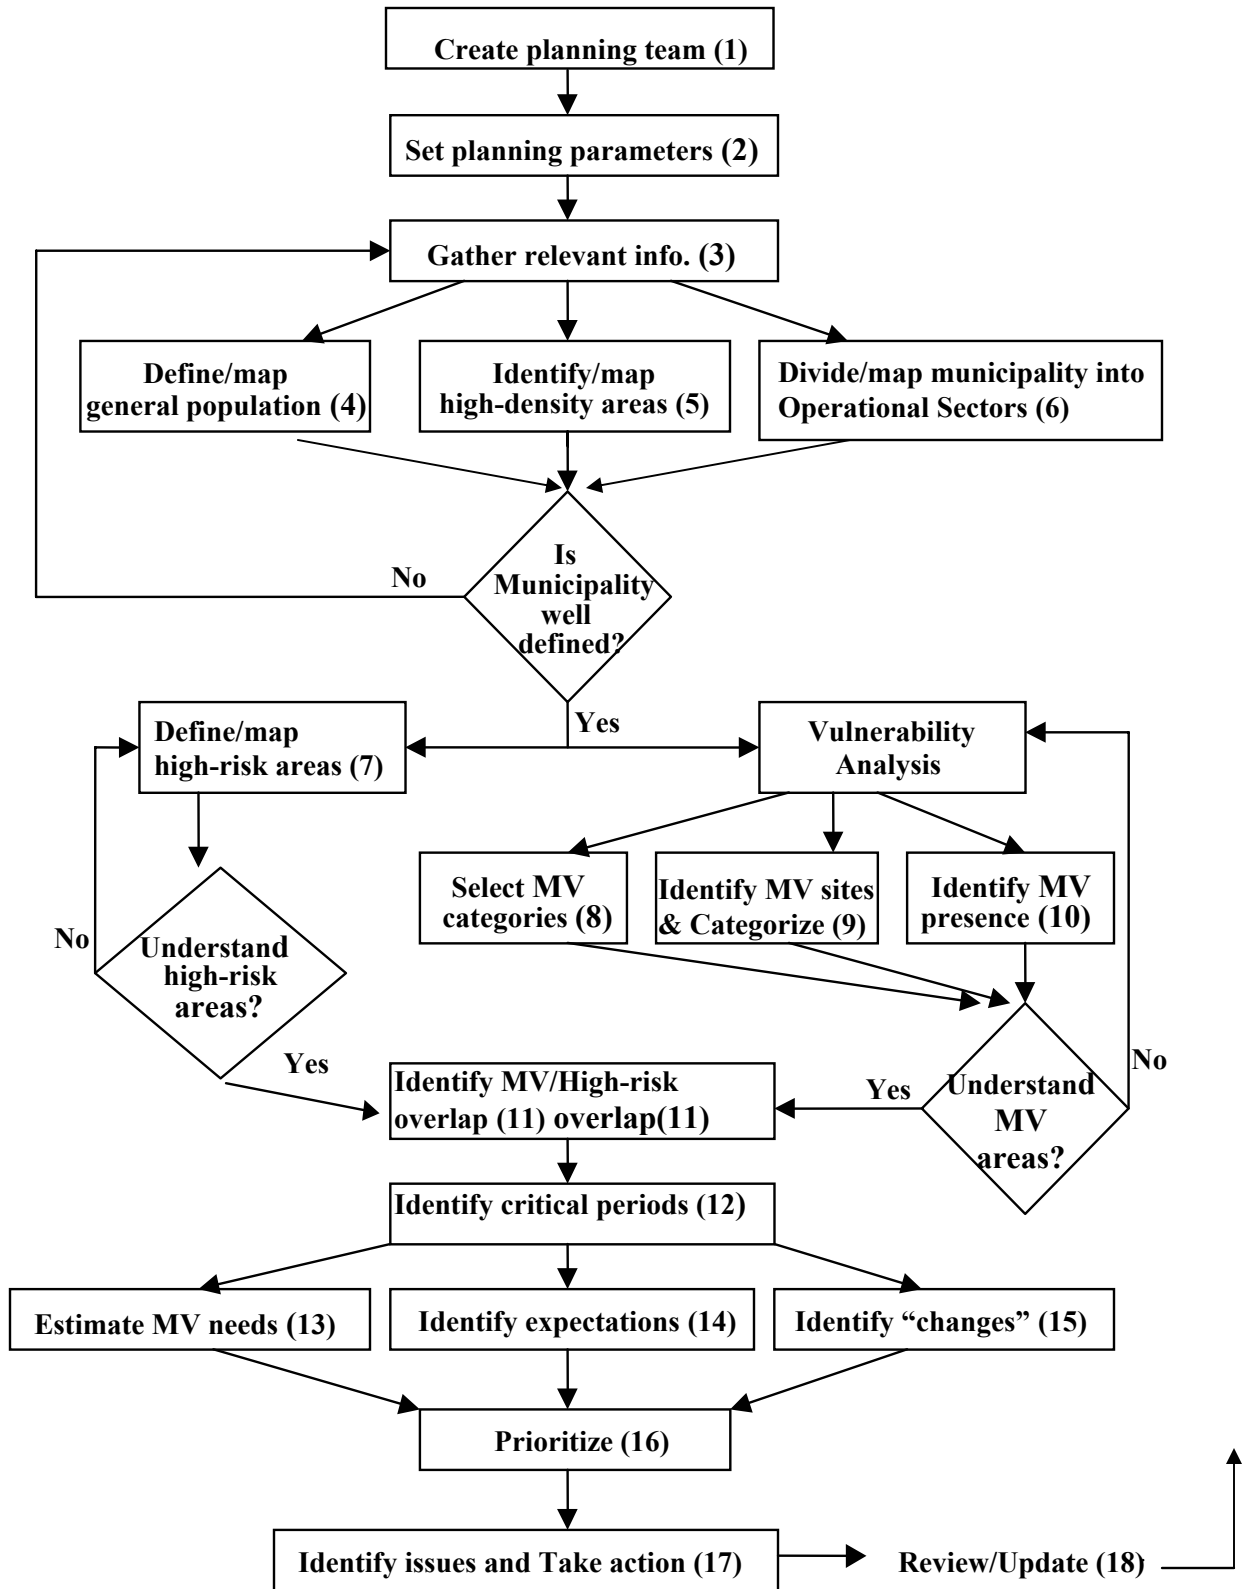 Create planning team (1)
Set planning parameters (2)
Gather relevant info. (3)
Define/map
general population (4)
Identify/map
high-density areas (5)
Divide/map municipality into
Operational Sectors (6)
Is
Municipality
well
defined?
No
Yes
Define/map
high-risk areas (7)
Vulnerability
Analysis
Select MV
categories (8)
Identify MV sites
& Categorize (9)
Identify MV
presence (10)
No
Understand
high-risk
areas?
Yes
Identify MV/High-risk
overlap (11) overlap(11)
Yes
Understand
MV
areas?
No
Identify critical periods (12)
Estimate MV needs (13)
Identify expectations (14)
Identify “changes” (15)
Prioritize (16)
Identify issues and Take action (17)
Review/Update (18)